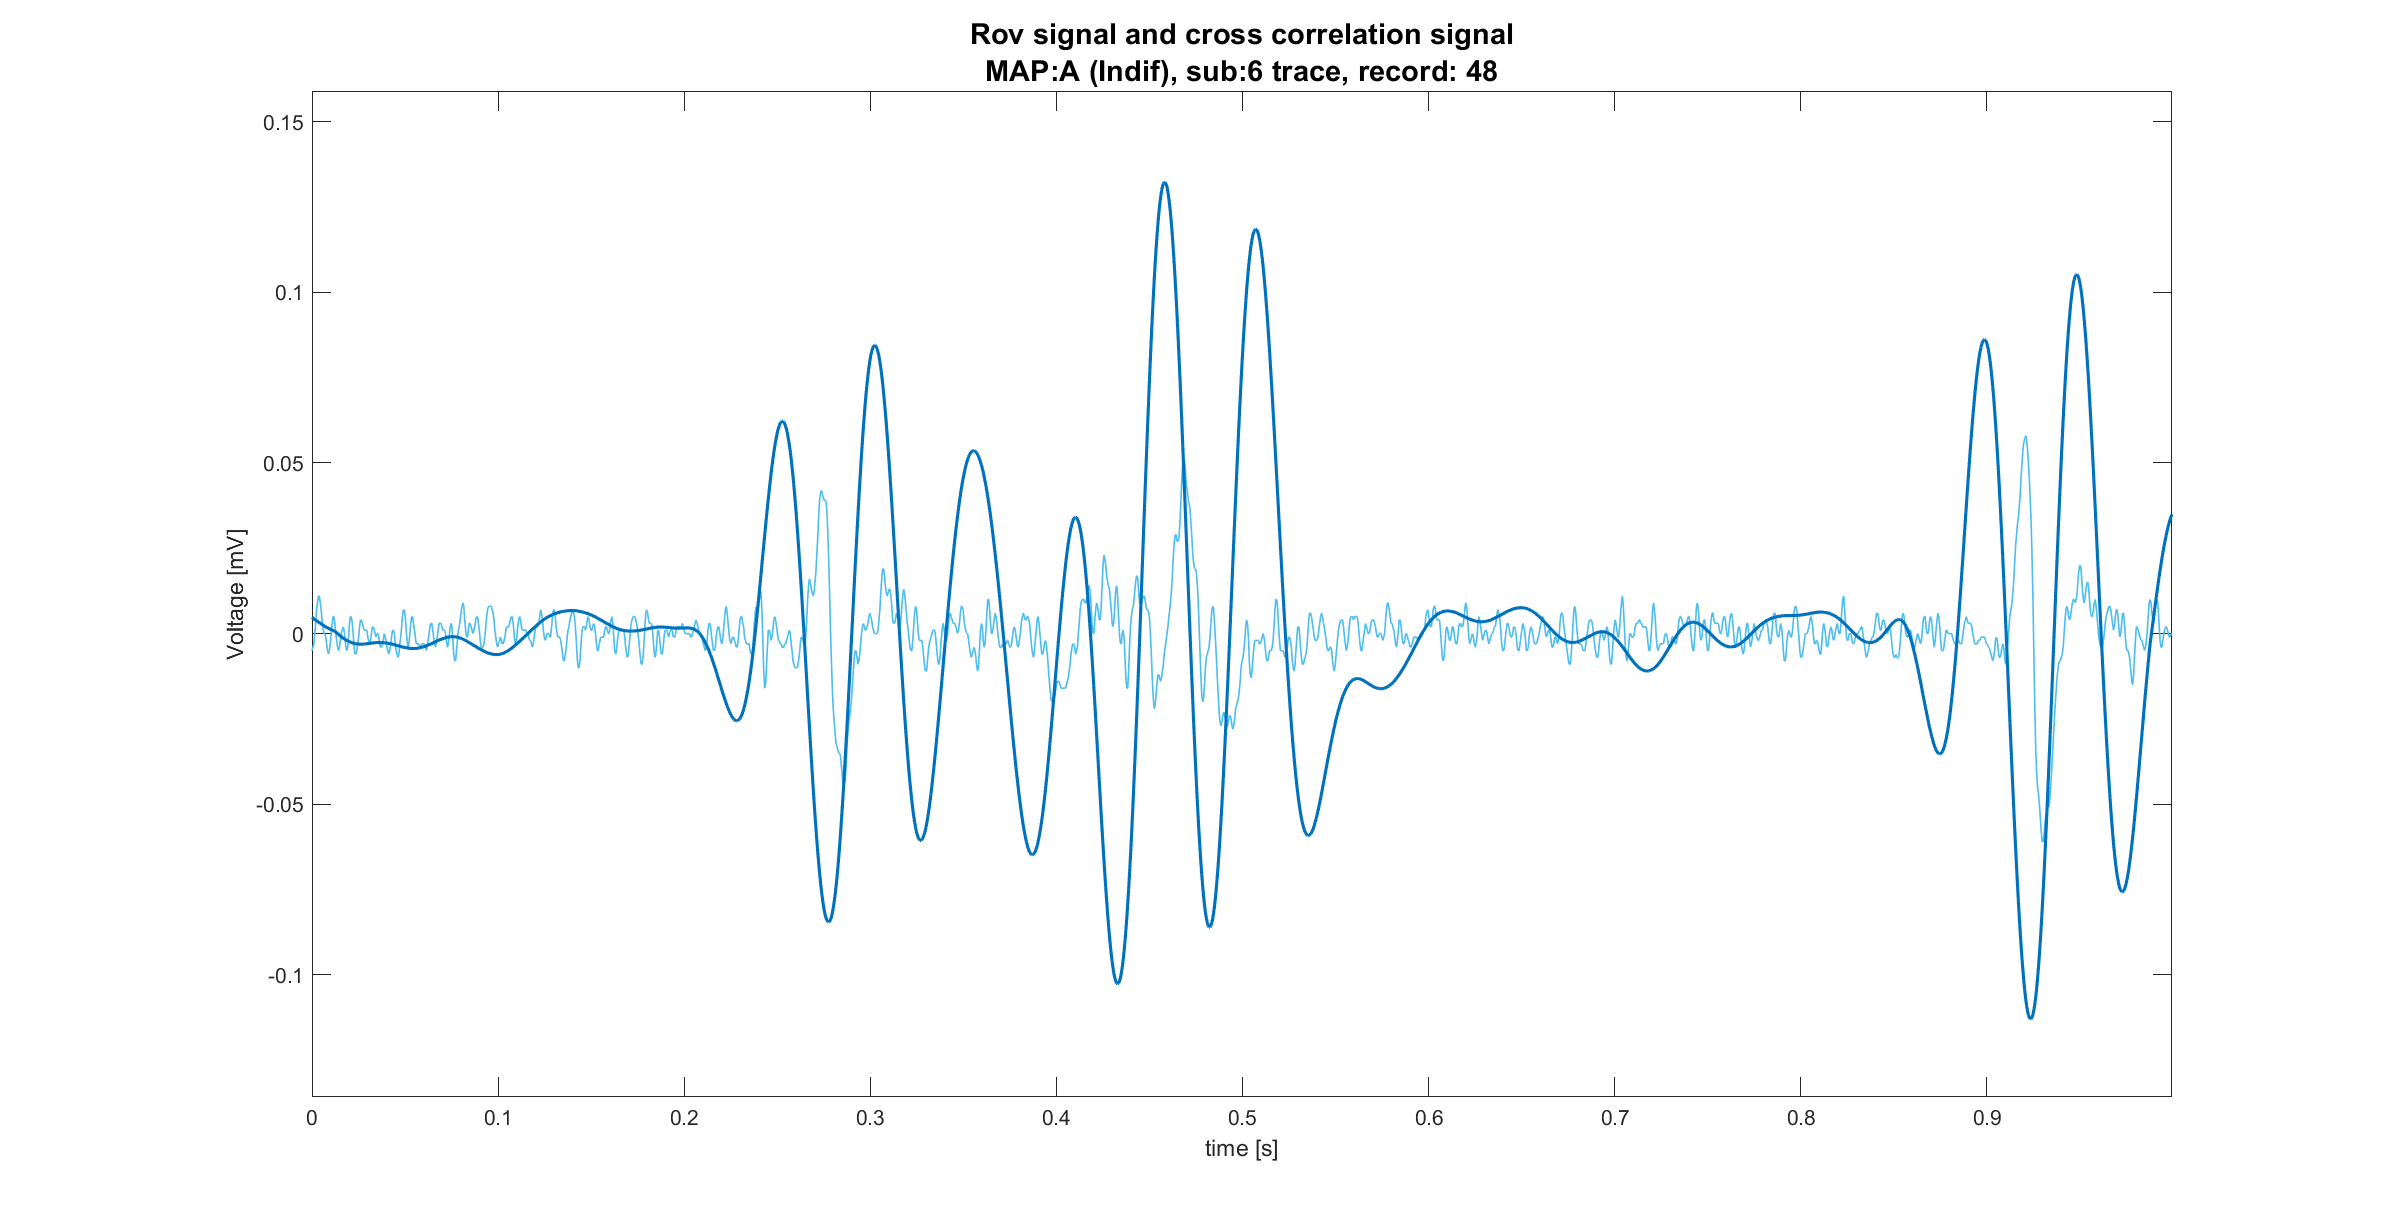 Rov signal and cross correlation signal
MAP:A (Indif), sub:6 trace, record: 48
0.15
0.1
0.05
0
-0.05
-0.1
Voltage [mV]
0 0.1 0.2 0.3 0.4 0.5 0.6 0.7 0.8 0.9
time [s]